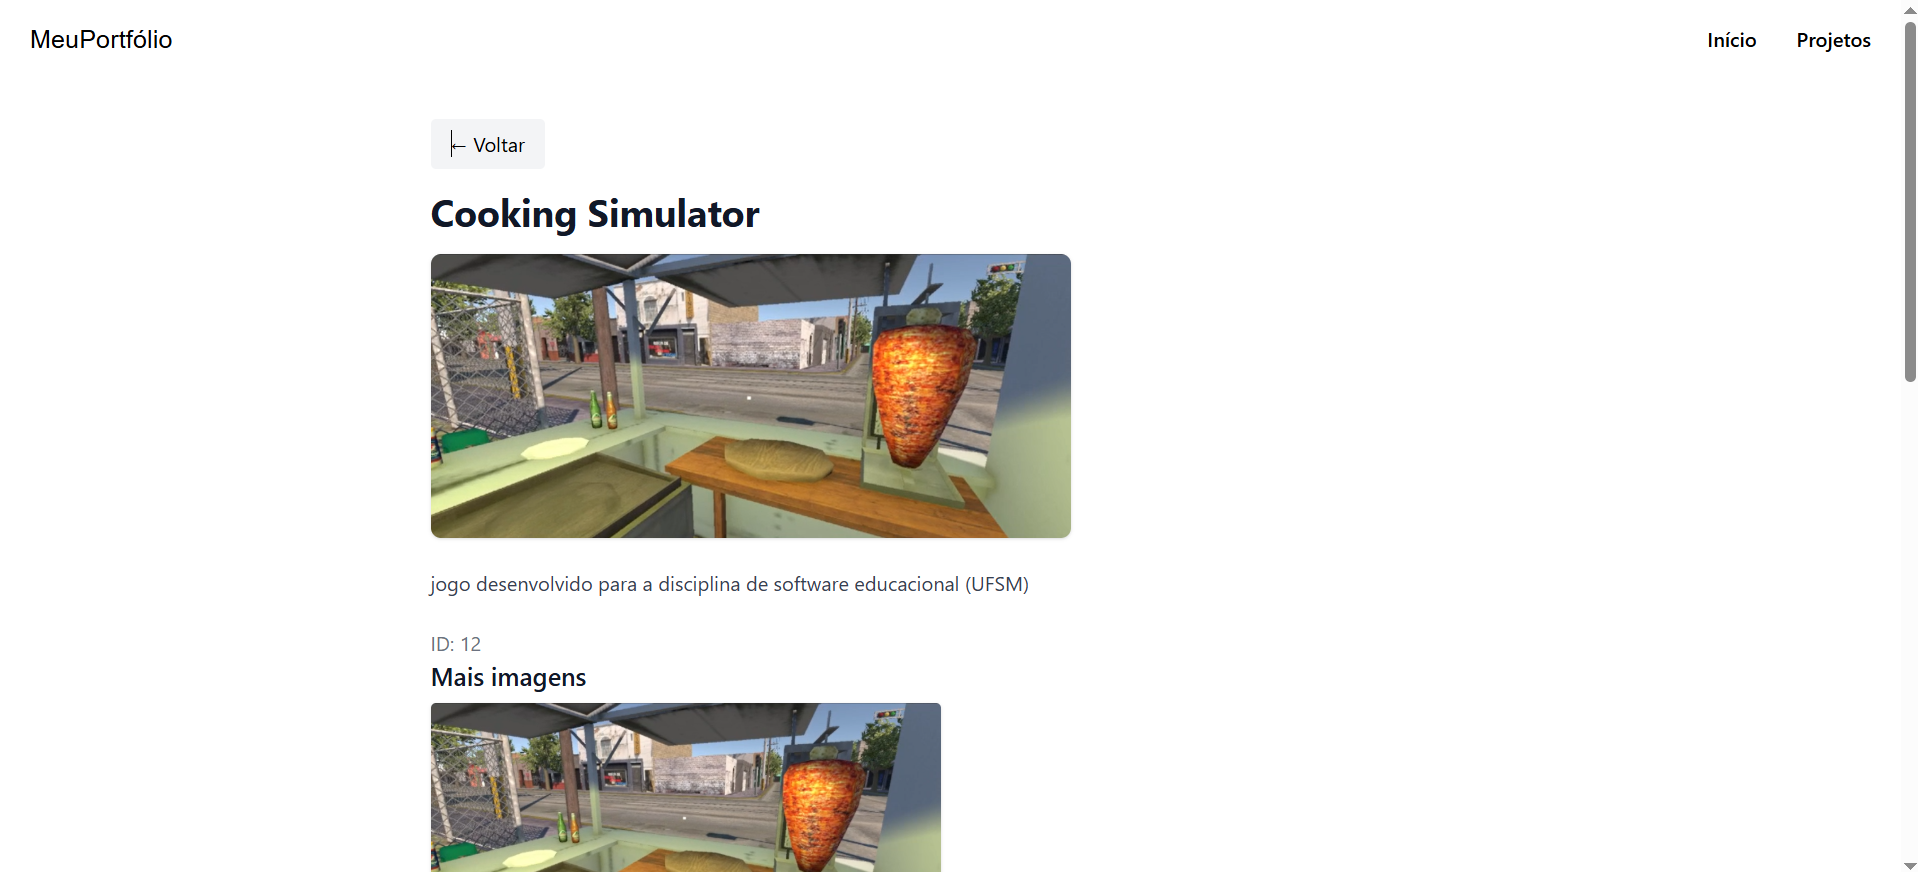 MeuPortfólio
Início
Projetos
← Voltar
Cooking Simulator
jogo desenvolvido para a disciplina de software educacional (UFSM)
ID: 12
Mais imagens